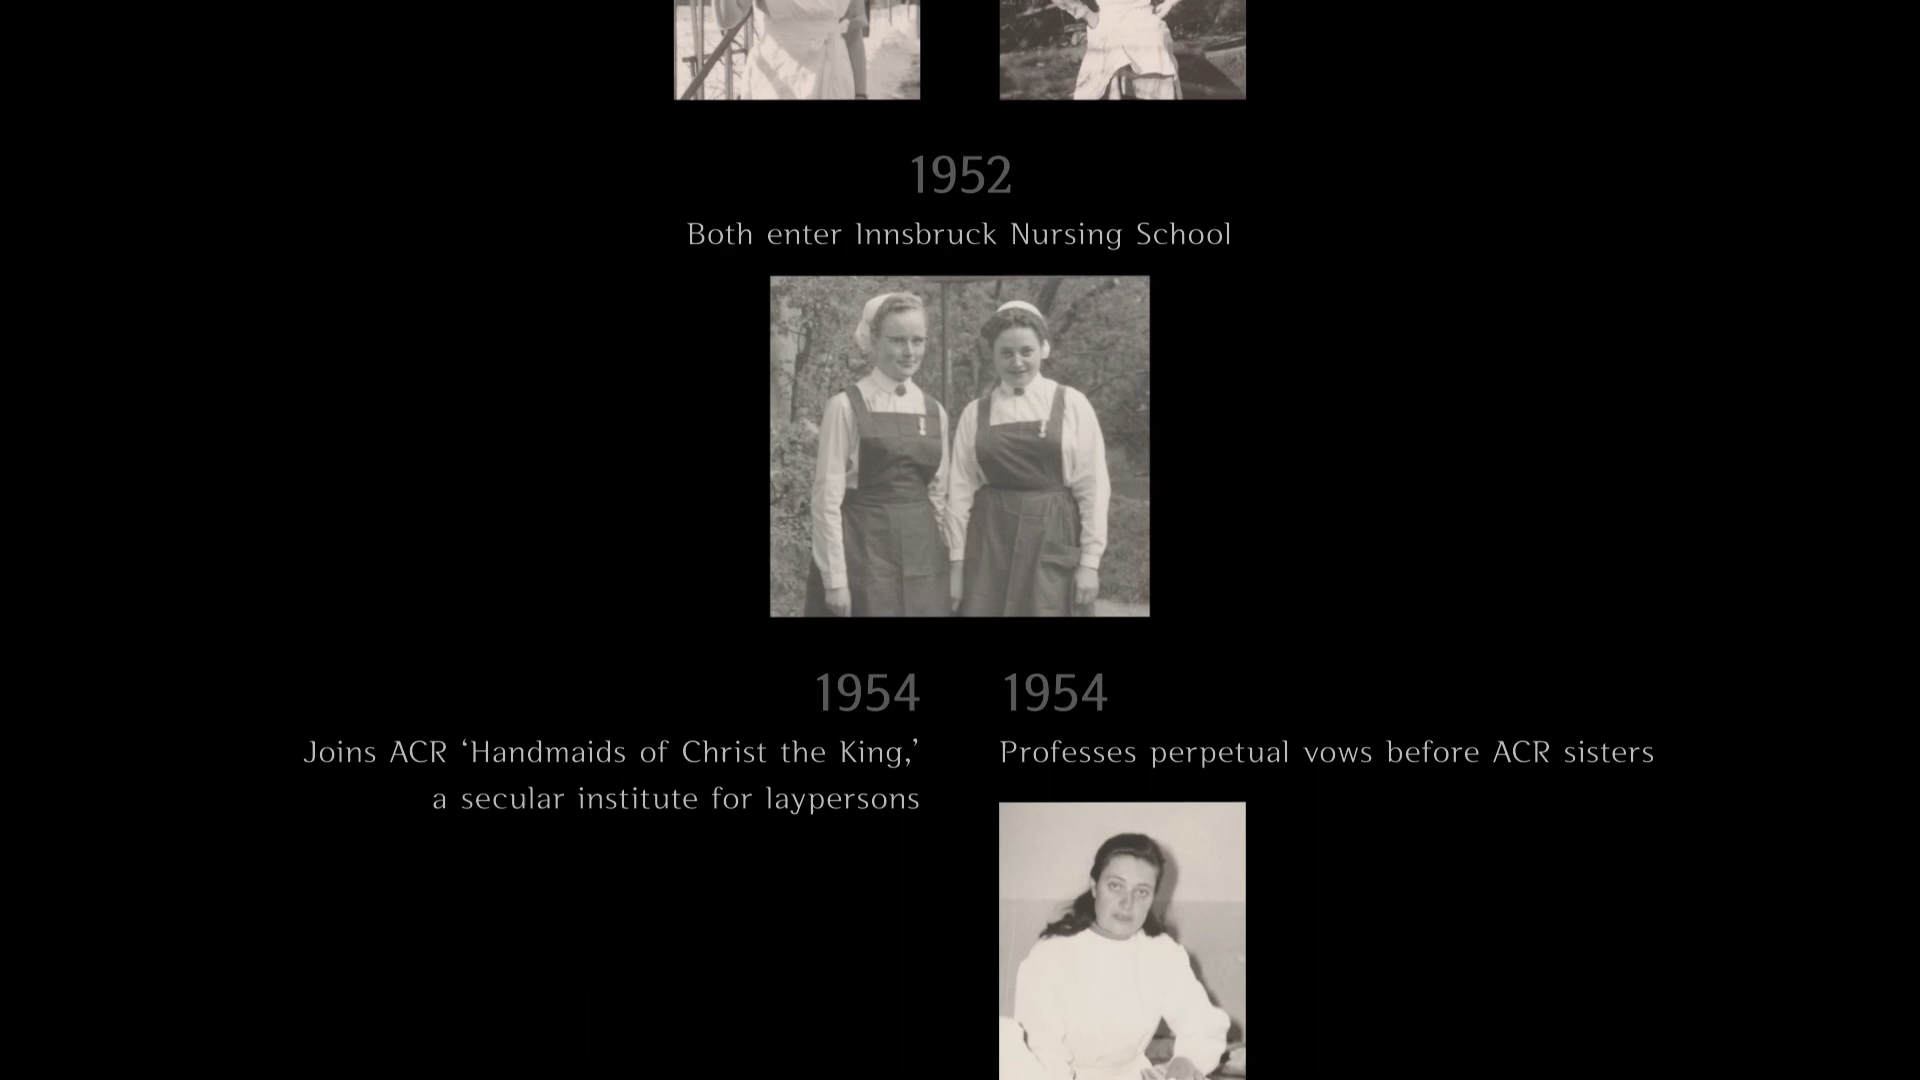 1952
Both enter Innsbruck Nursing School
1954
Joins ACR ‘Handmaids of Christ the King,’
a secular institute for laypersons
1954
Professes perpetual vows before ACR sisters